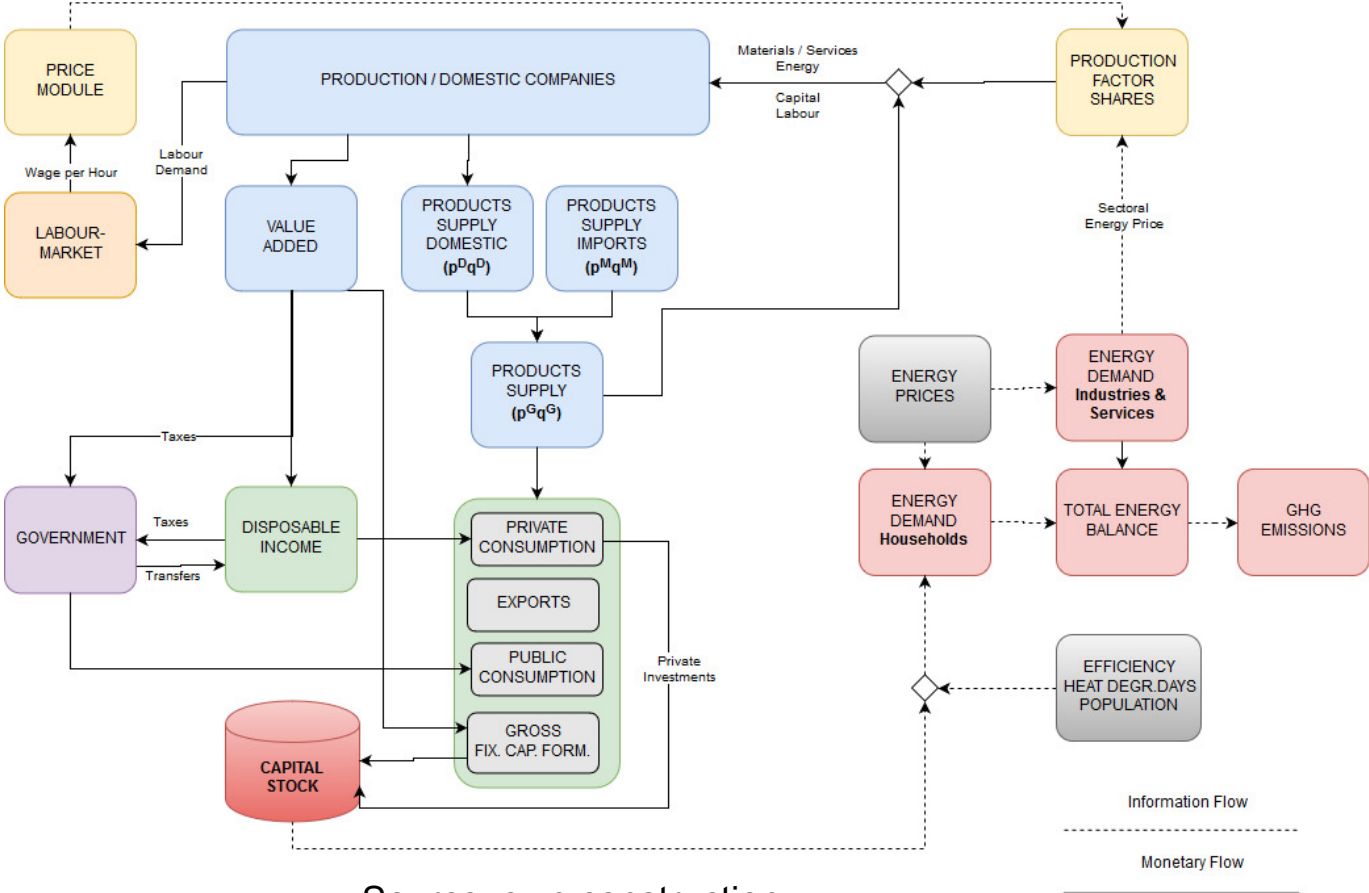 PRICE
MODULE
PRODUCTION / DOMESTIC COMPANIES
Materials / Services
Energy
Capital
Labour
PRODUCTION
FACTOR
SHARES
Wage per Hour
Labour
Demand
LABOUR-
MARKET
VALUE
ADDED
PRODUCTS
SUPPLY
DOMESTIC
(pᴰqᴰ)
PRODUCTS
SUPPLY
IMPORTS
(pᴹqᴹ)
Sectoral
Energy Price
PRODUCTS
SUPPLY
(pᴳqᴳ)
ENERGY
PRICES
ENERGY
DEMAND
Industries &
Services
Taxes
GOVERNMENT
Taxes
Transfers
DISPOSABLE
INCOME
PRIVATE
CONSUMPTION
EXPORTS
PUBLIC
CONSUMPTION
GROSS
FIX. CAP. FORM.
Private
Investments
ENERGY
DEMAND
Households
TOTAL ENERGY
BALANCE
GHG
EMISSIONS
EFFICIENCY
HEAT DEGR.DAYS
POPULATION
CAPITAL
STOCK
Information Flow
Monetary Flow